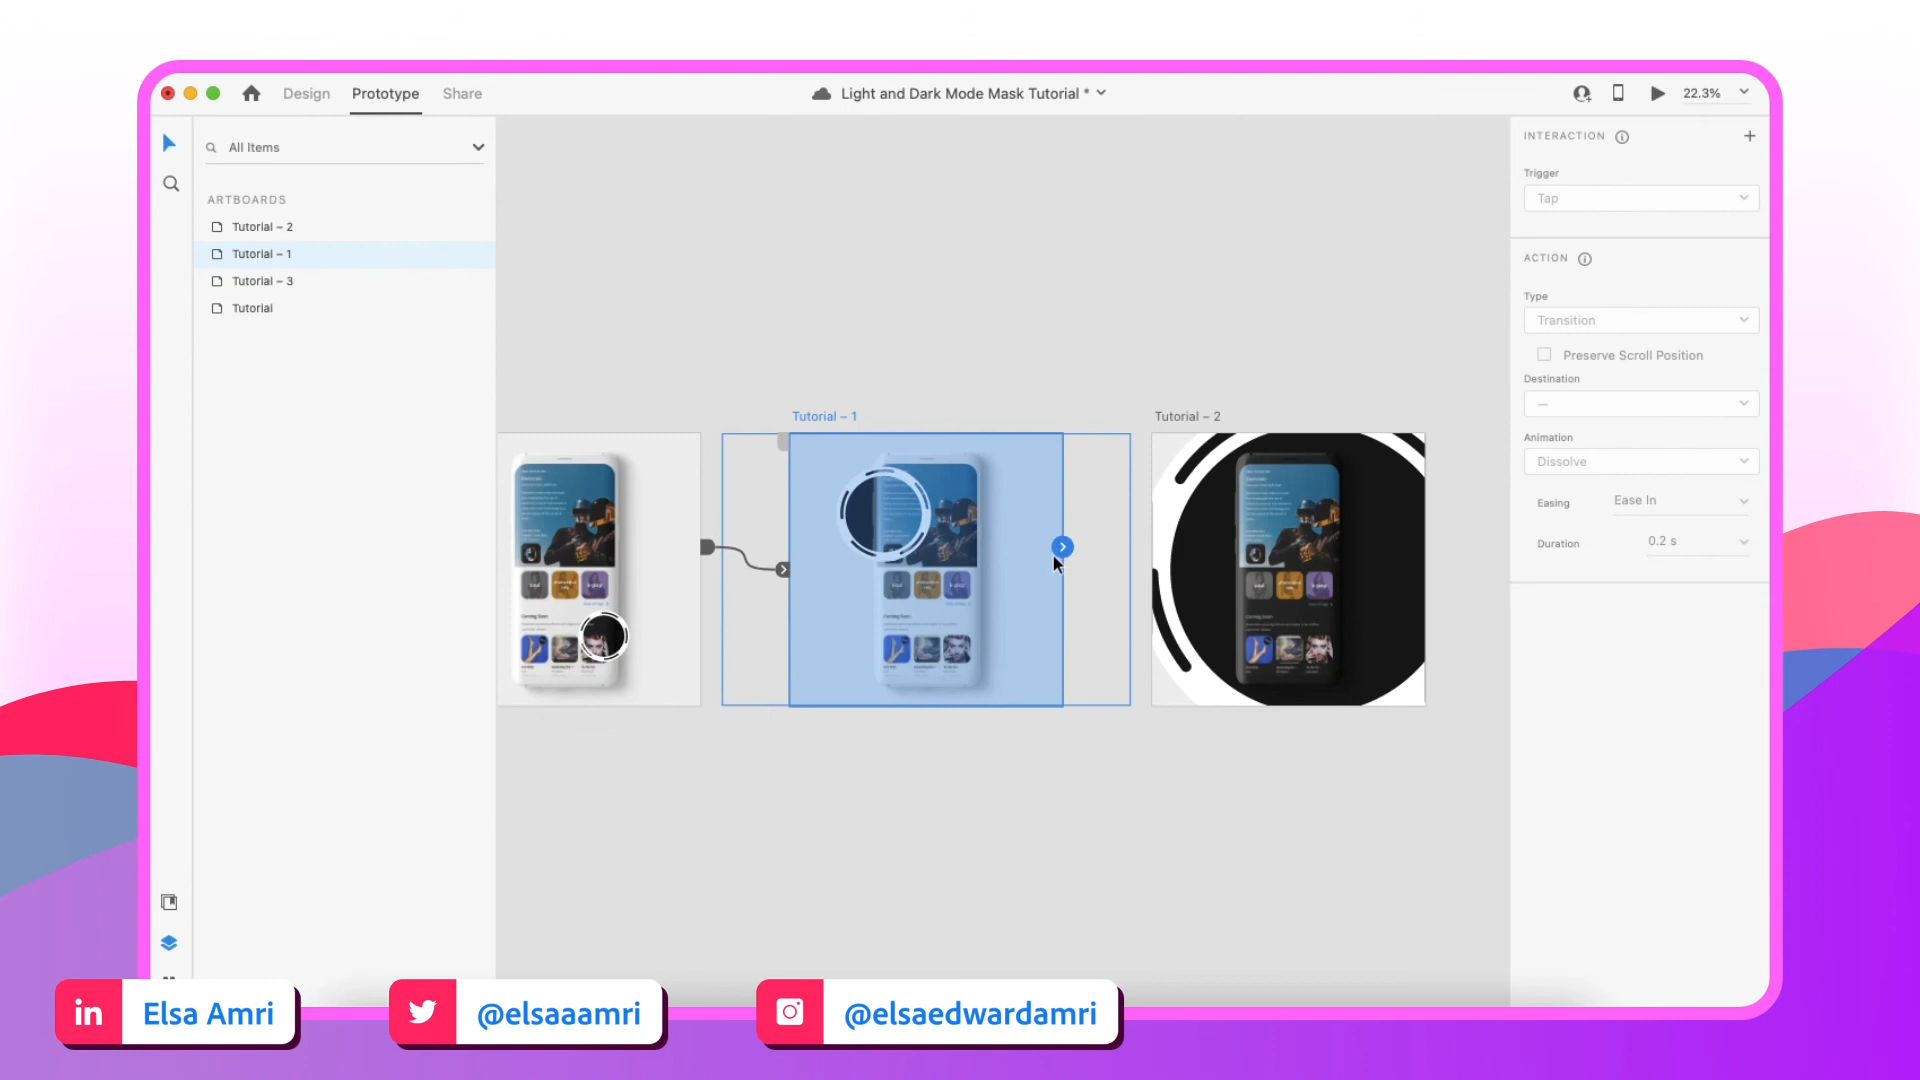 Design
Prototype
Share
Light and Dark Mode Mask Tutorial *
22.3%
All Items
ARTBOARDS
Tutorial – 2
Tutorial – 1
Tutorial – 3
Tutorial
Tutorial – 1
Tutorial – 2
INTERACTION
Trigger
Tap
ACTION
Type
Transition
Preserve Scroll Position
Destination
—
Animation
Dissolve
Easing
Ease In
Duration
0.2 s
in
Elsa Amri
@elsaaamri
@elsaedwardamri